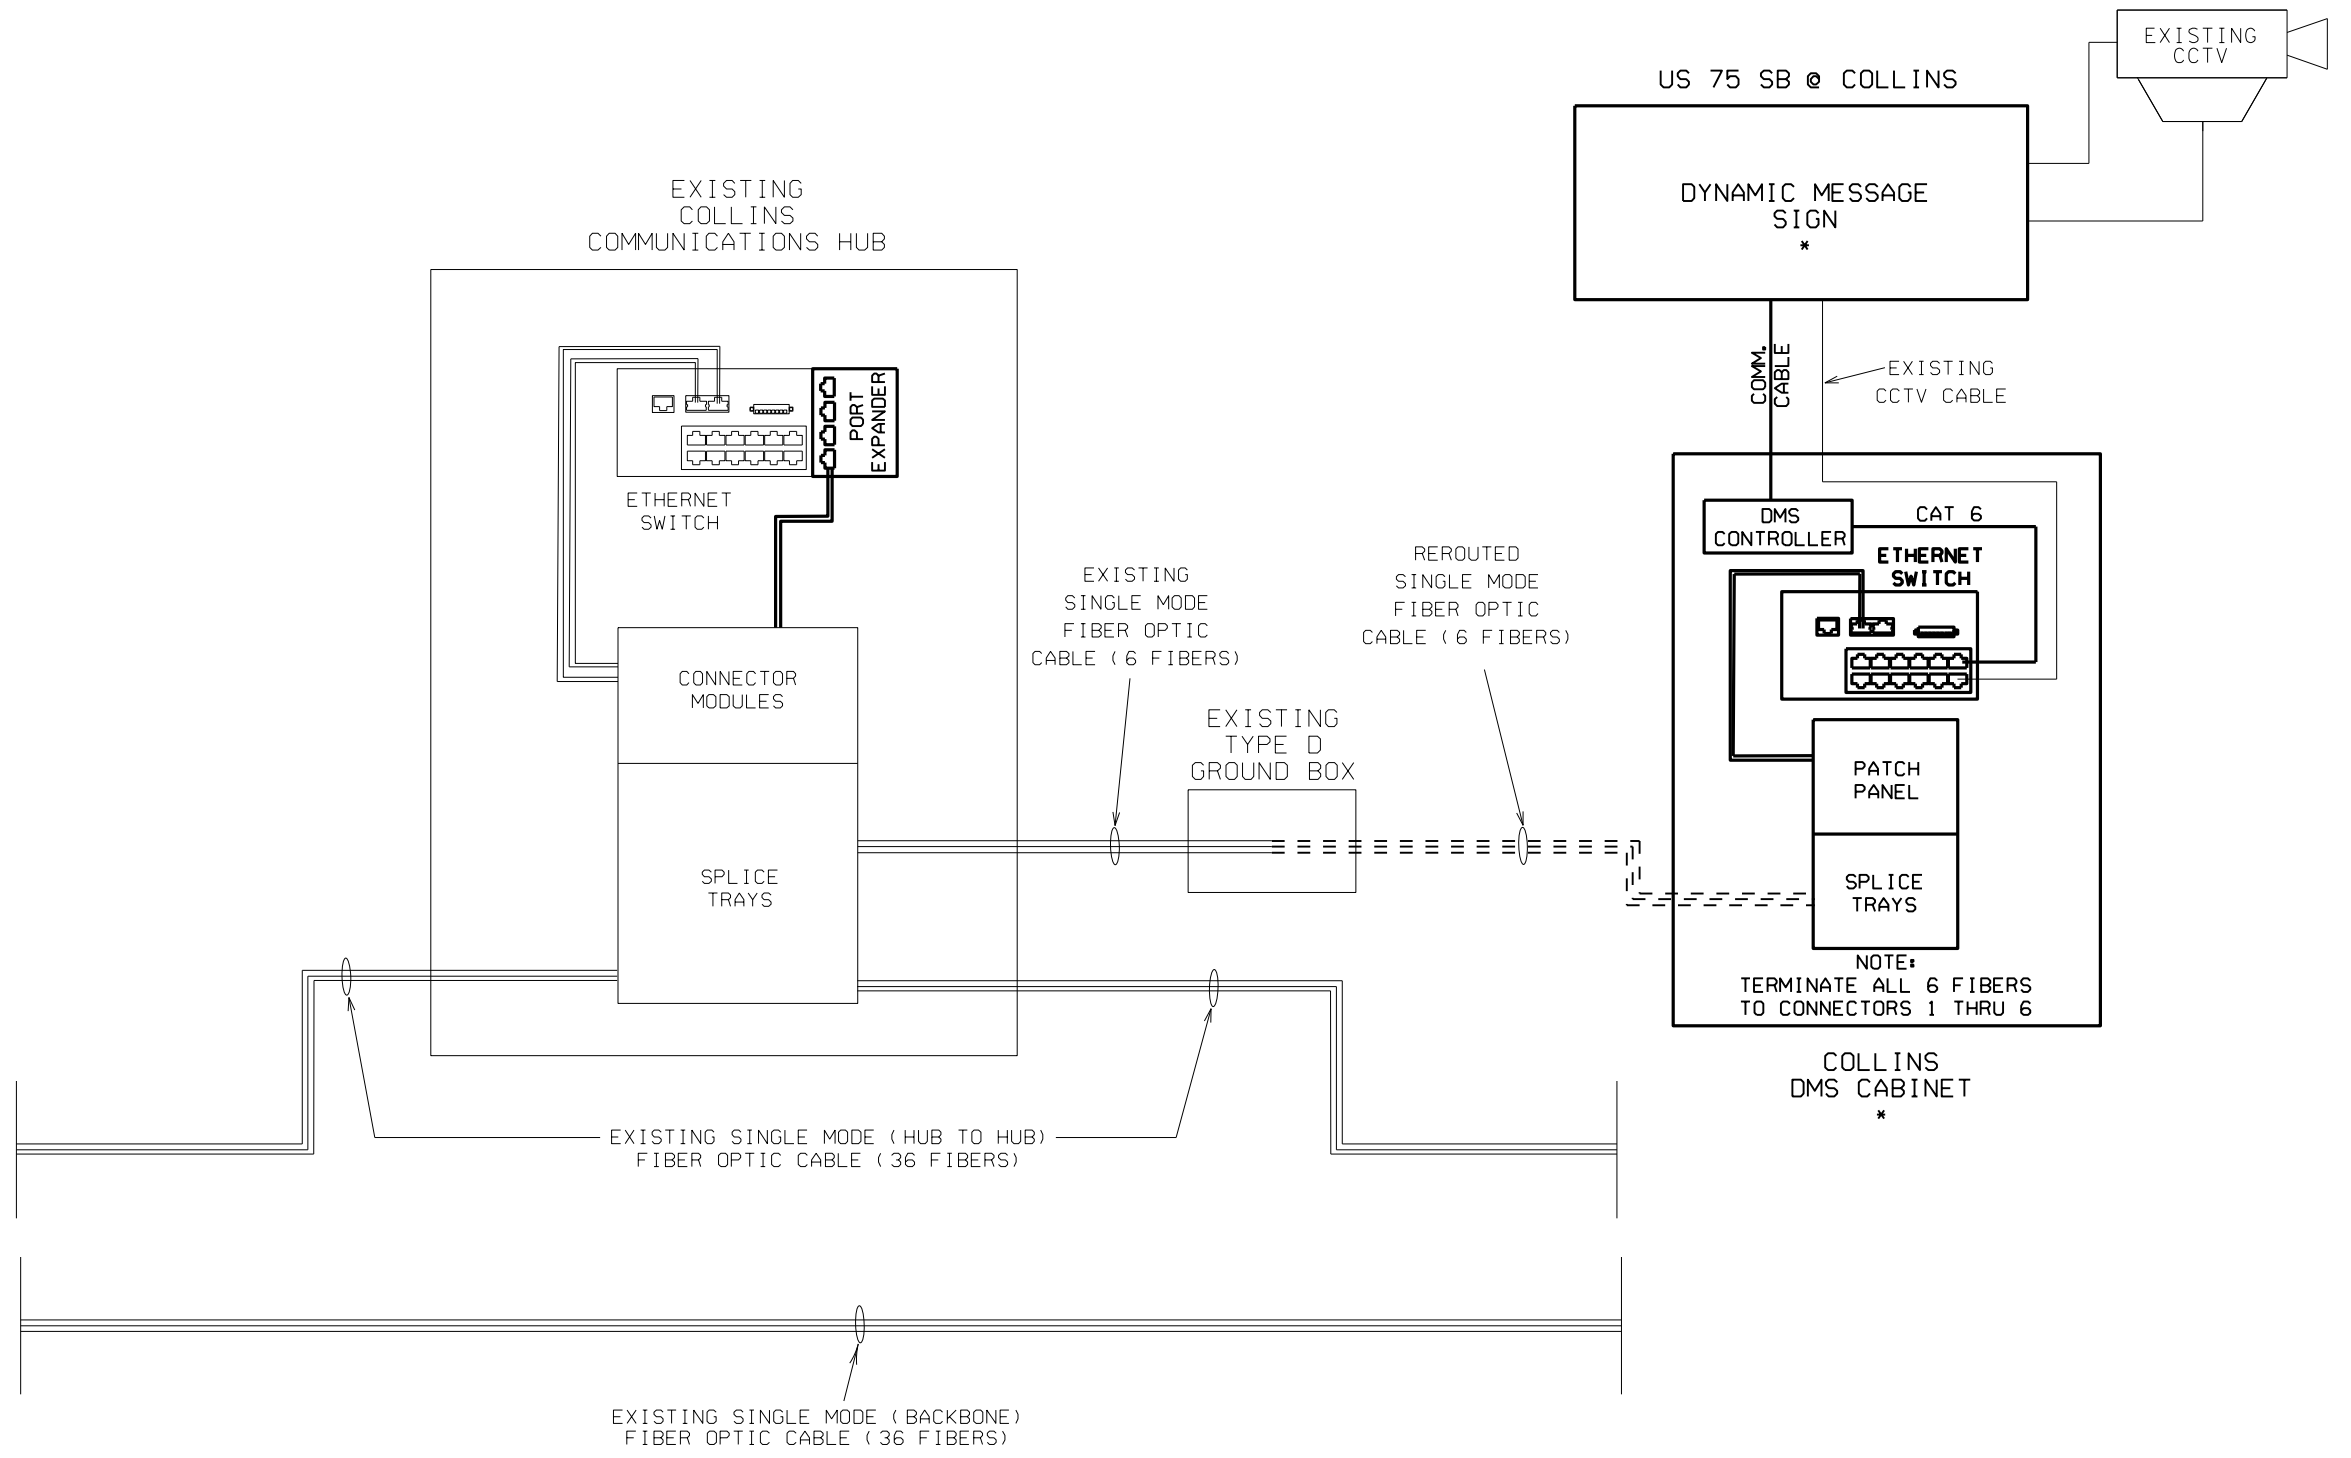 EXISTING
CCTV
US 75 SB @ COLLINS
DYNAMIC MESSAGE
SIGN
*
EXISTING
COLLINS
COMMUNICATIONS HUB
PORT
EXPANDER
ETHERNET
SWITCH
CONNECTOR
MODULES
SPLICE
TRAYS
COMM.
CABLE
EXISTING
CCTV CABLE
DMS
CONTROLLER
CAT 6
ETHERNET
SWITCH
EXISTING
SINGLE MODE
FIBER OPTIC
CABLE (6 FIBERS)
REROUTED
SINGLE MODE
FIBER OPTIC
CABLE (6 FIBERS)
EXISTING
TYPE D
GROUND BOX
PATCH
PANEL
SPLICE
TRAYS
NOTE:
TERMINATE ALL 6 FIBERS
TO CONNECTORS 1 THRU 6
COLLINS
DMS CABINET
*
EXISTING SINGLE MODE (HUB TO HUB)
FIBER OPTIC CABLE (36 FIBERS)
EXISTING SINGLE MODE (BACKBONE)
FIBER OPTIC CABLE (36 FIBERS)